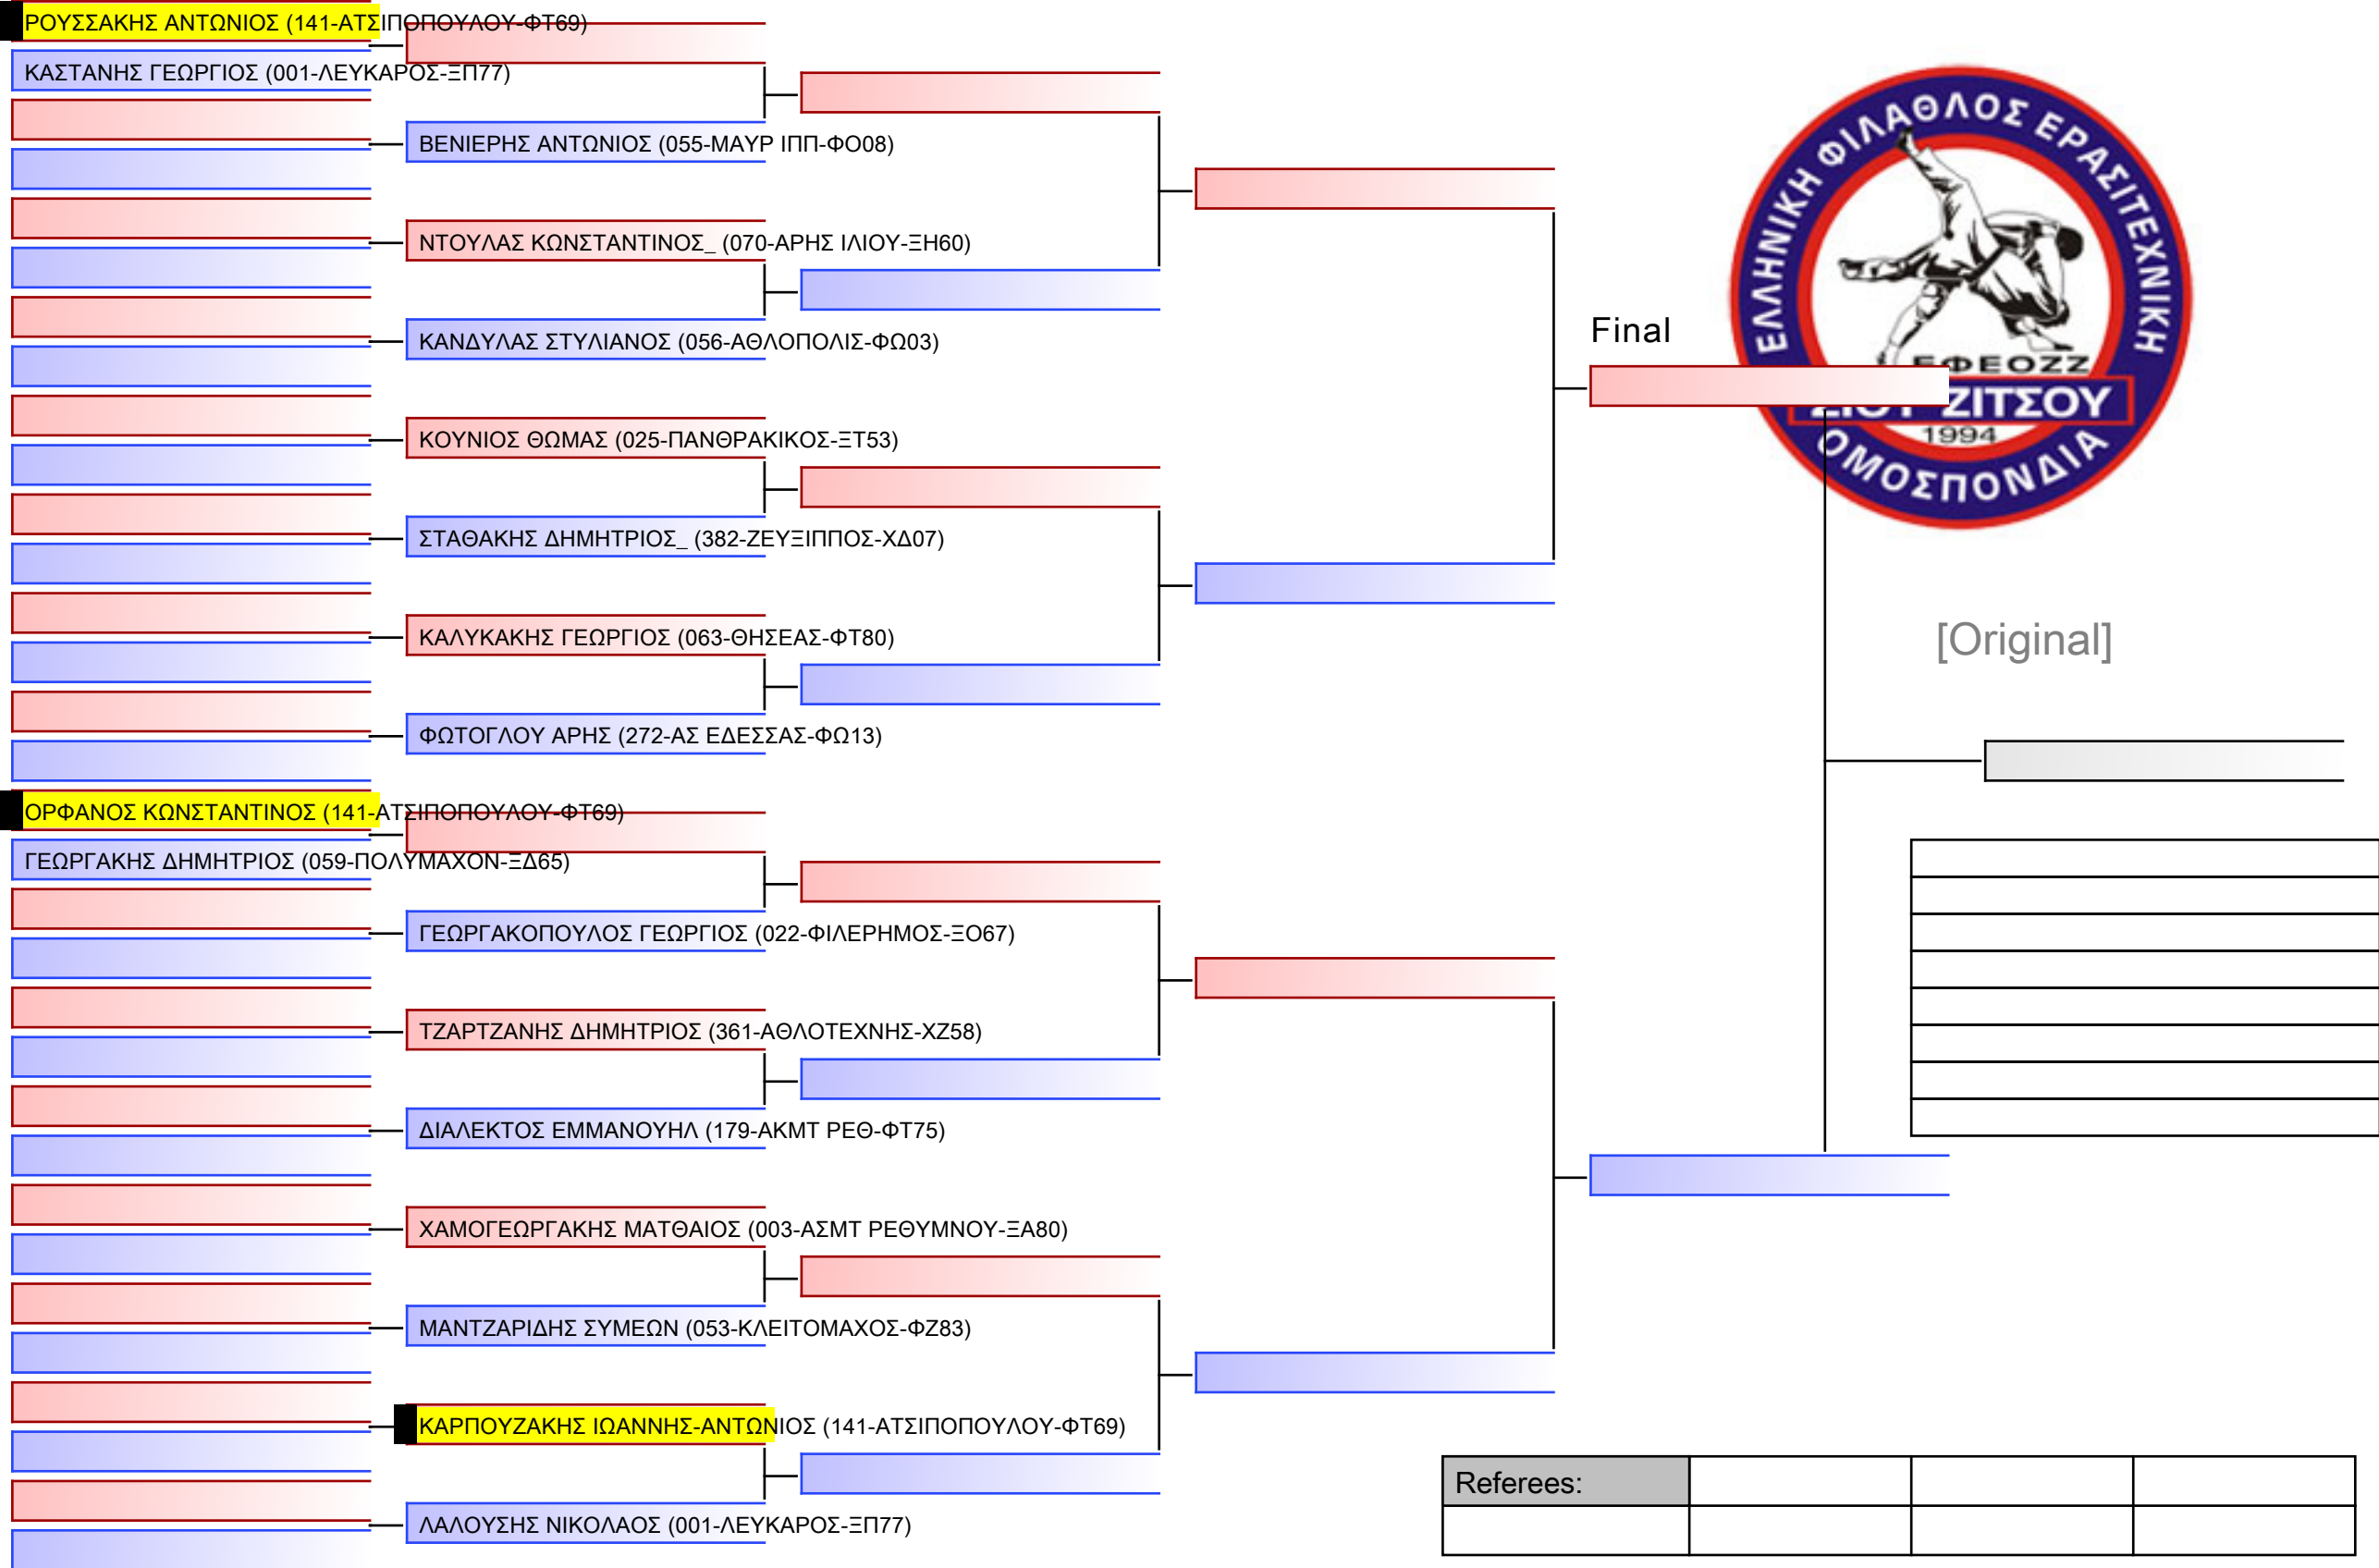 ΡΟΥΣΣΑΚΗΣ ΑΝΤΩΝΙΟΣ (141-ΑΤΣΙΠΟΠΟΥΛΟΥ-ΦΤ69)
ΚΑΣΤΑΝΗΣ ΓΕΩΡΓΙΟΣ (001-ΛΕΥΚΑΡΟΣ-ΞΠ77)
ΒΕΝΙΕΡΗΣ ΑΝΤΩΝΙΟΣ (055-ΜΑΥΡ ΙΠΠ-ΦΟ08)
ΝΤΟΥΛΑΣ ΚΩΝΣΤΑΝΤΙΝΟΣ_ (070-ΑΡΗΣ ΙΛΙΟΥ-ΞΗ60)
ΚΑΝΔΥΛΑΣ ΣΤΥΛΙΑΝΟΣ (056-ΑΘΛΟΠΟΛΙΣ-ΦΩ03)
ΚΟΥΝΙΟΣ ΘΩΜΑΣ (025-ΠΑΝΘΡΑΚΙΚΟΣ-ΞΤ53)
ΣΤΑΘΑΚΗΣ ΔΗΜΗΤΡΙΟΣ_ (382-ΖΕΥΞΙΠΠΟΣ-ΧΔ07)
ΚΑΛΥΚΑΚΗΣ ΓΕΩΡΓΙΟΣ (063-ΘΗΣΕΑΣ-ΦΤ80)
ΦΩΤΟΓΛΟΥ ΑΡΗΣ (272-ΑΣ ΕΔΕΣΣΑΣ-ΦΩ13)
ΟΡΦΑΝΟΣ ΚΩΝΣΤΑΝΤΙΝΟΣ (141-ΑΤΣΙΠΟΠΟΥΛΟΥ-ΦΤ69)
ΓΕΩΡΓΑΚΗΣ ΔΗΜΗΤΡΙΟΣ (059-ΠΟΛΥΜΑΧΟΝ-ΞΔ65)
ΓΕΩΡΓΑΚΟΠΟΥΛΟΣ ΓΕΩΡΓΙΟΣ (022-ΦΙΛΕΡΗΜΟΣ-ΞΟ67)
ΤΖΑΡΤΖΑΝΗΣ ΔΗΜΗΤΡΙΟΣ (361-ΑΘΛΟΤΕΧΝΗΣ-ΧΖ58)
ΔΙΑΛΕΚΤΟΣ ΕΜΜΑΝΟΥΗΛ (179-ΑΚΜΤ ΡΕΘ-ΦΤ75)
ΧΑΜΟΓΕΩΡΓΑΚΗΣ ΜΑΤΘΑΙΟΣ (003-ΑΣΜΤ ΡΕΘΥΜΝΟΥ-ΞΑ80)
ΜΑΝΤΖΑΡΙΔΗΣ ΣΥΜΕΩΝ (053-ΚΛΕΙΤΟΜΑΧΟΣ-ΦΖ83)
ΚΑΡΠΟΥΖΑΚΗΣ ΙΩΑΝΝΗΣ-ΑΝΤΩΝΙΟΣ (141-ΑΤΣΙΠΟΠΟΥΛΟΥ-ΦΤ69)
ΛΑΛΟΥΣΗΣ ΝΙΚΟΛΑΟΣ (001-ΛΕΥΚΑΡΟΣ-ΞΠ77)
Final
ΕΛΛΗΝΙΚΗ ΦΙΛΑΘΛΟΣ ΕΡΑΣΙΤΕΧΝΙΚΗ
ΕΦΕΟΖΖ
ΖΙΟΥ ΖΙΤΣΟΥ
1994
ΟΜΟΣΠΟΝΔΙΑ
[Original]
Referees: